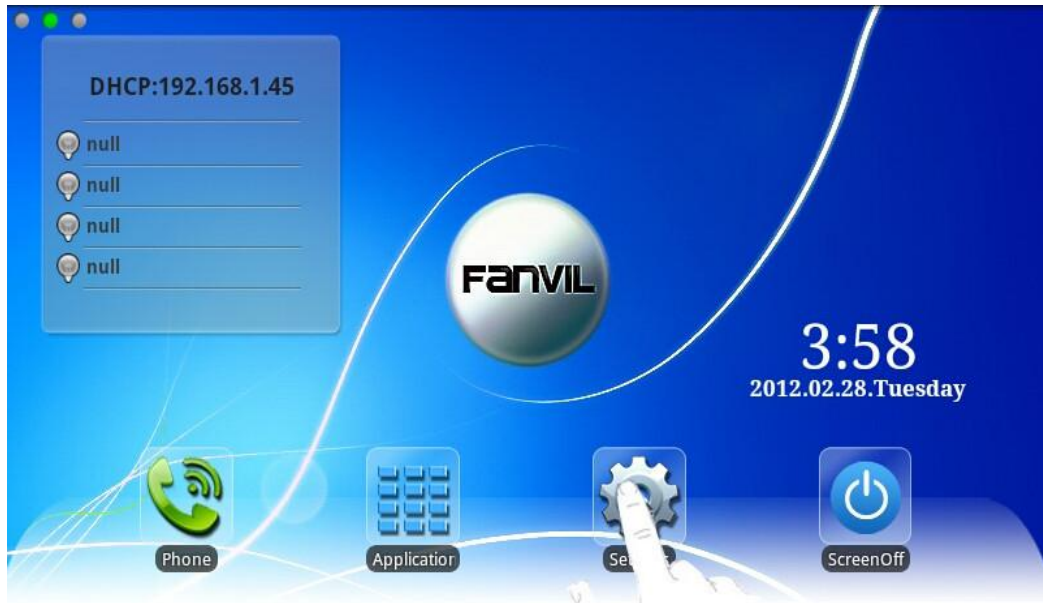 DHCP:192.168.1.45
null
null
null
null
FANVIL
3:58
2012.02.28.Tuesday
Phone
Application
ScreenOff